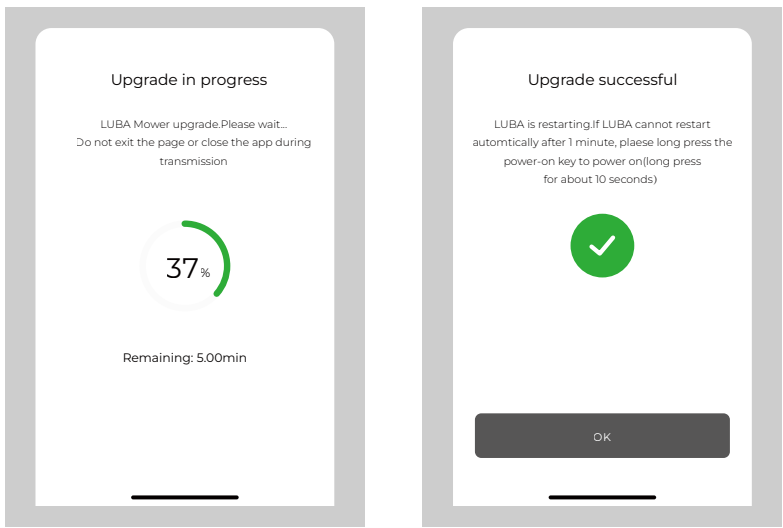 Upgrade in progress
LUBA Mower upgrade.Please wait...
Do not exit the page or close the app during
transmission
37%
Remaining: 5.00min
Upgrade successful
LUBA is restarting.If LUBA cannot restart
automtically after 1 minute, plaese long press the
power-on key to power on(long press
for about 10 seconds)
OK